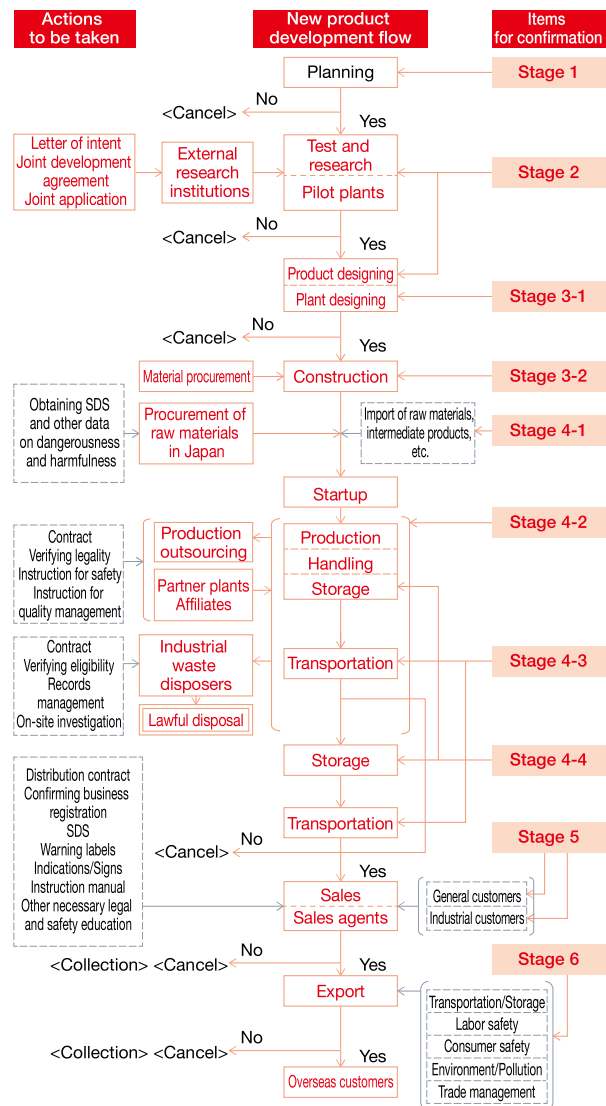 Actions
to be taken
New product
development flow
Items
for confirmation
Planning
Stage 1
No
<Cancel>
Yes
Letter of intent
Joint development
agreement
Joint application
External
research
institutions
Test and
research
Pilot plants
Stage 2
No
<Cancel>
Yes
Product designing
Plant designing
Stage 3-1
No
<Cancel>
Yes
Material procurement
Construction
Stage 3-2
Obtaining SDS
and other data
on dangerousness
and harmfulness
Procurement of
raw materials
in Japan
Import of raw materials,
intermediate products,
etc.
Stage 4-1
Startup
Contract
Verifying legality
Instruction for safety
Instruction for
quality management
Production
outsourcing
Partner plants
Affiliates
Production
Handling
Storage
Stage 4-2
Contract
Verifying eligibility
Records
management
On-site investigation
Industrial
waste
disposers
Lawful disposal
Transportation
Stage 4-3
Storage
Stage 4-4
Transportation
Distribution contract
Confirming business
registration
SDS
Warning labels
Indications/Signs
Instruction manual
Other necessary legal
and safety education
No
<Cancel>
Yes
Stage 5
Sales
Sales agents
General customers
Industrial customers
No
<Collection> <Cancel>
Yes
Stage 6
Export
Transportation/Storage
Labor safety
Consumer safety
Environment/Pollution
Trade management
No
<Collection> <Cancel>
Yes
Overseas customers